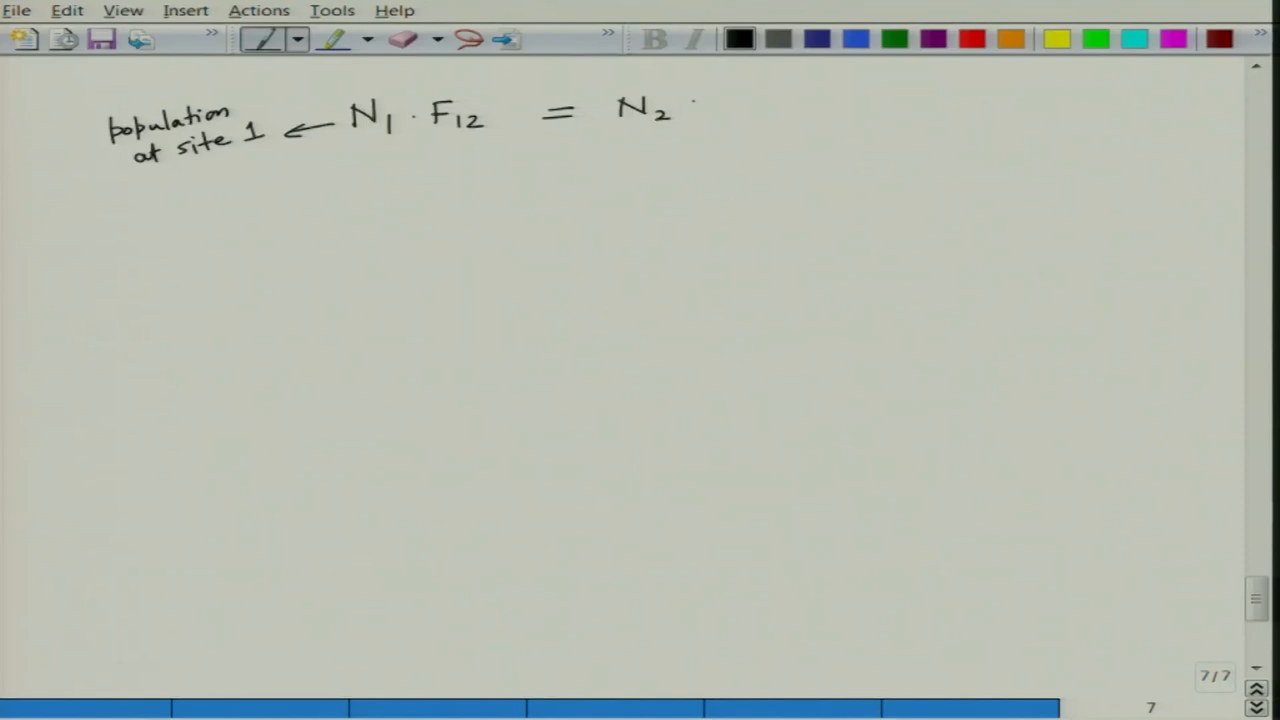 File Edit View Insert Actions Tools Help
B I
population
at site 1 ← N₁ · F₁₂ = N₂ ·
7/7
7